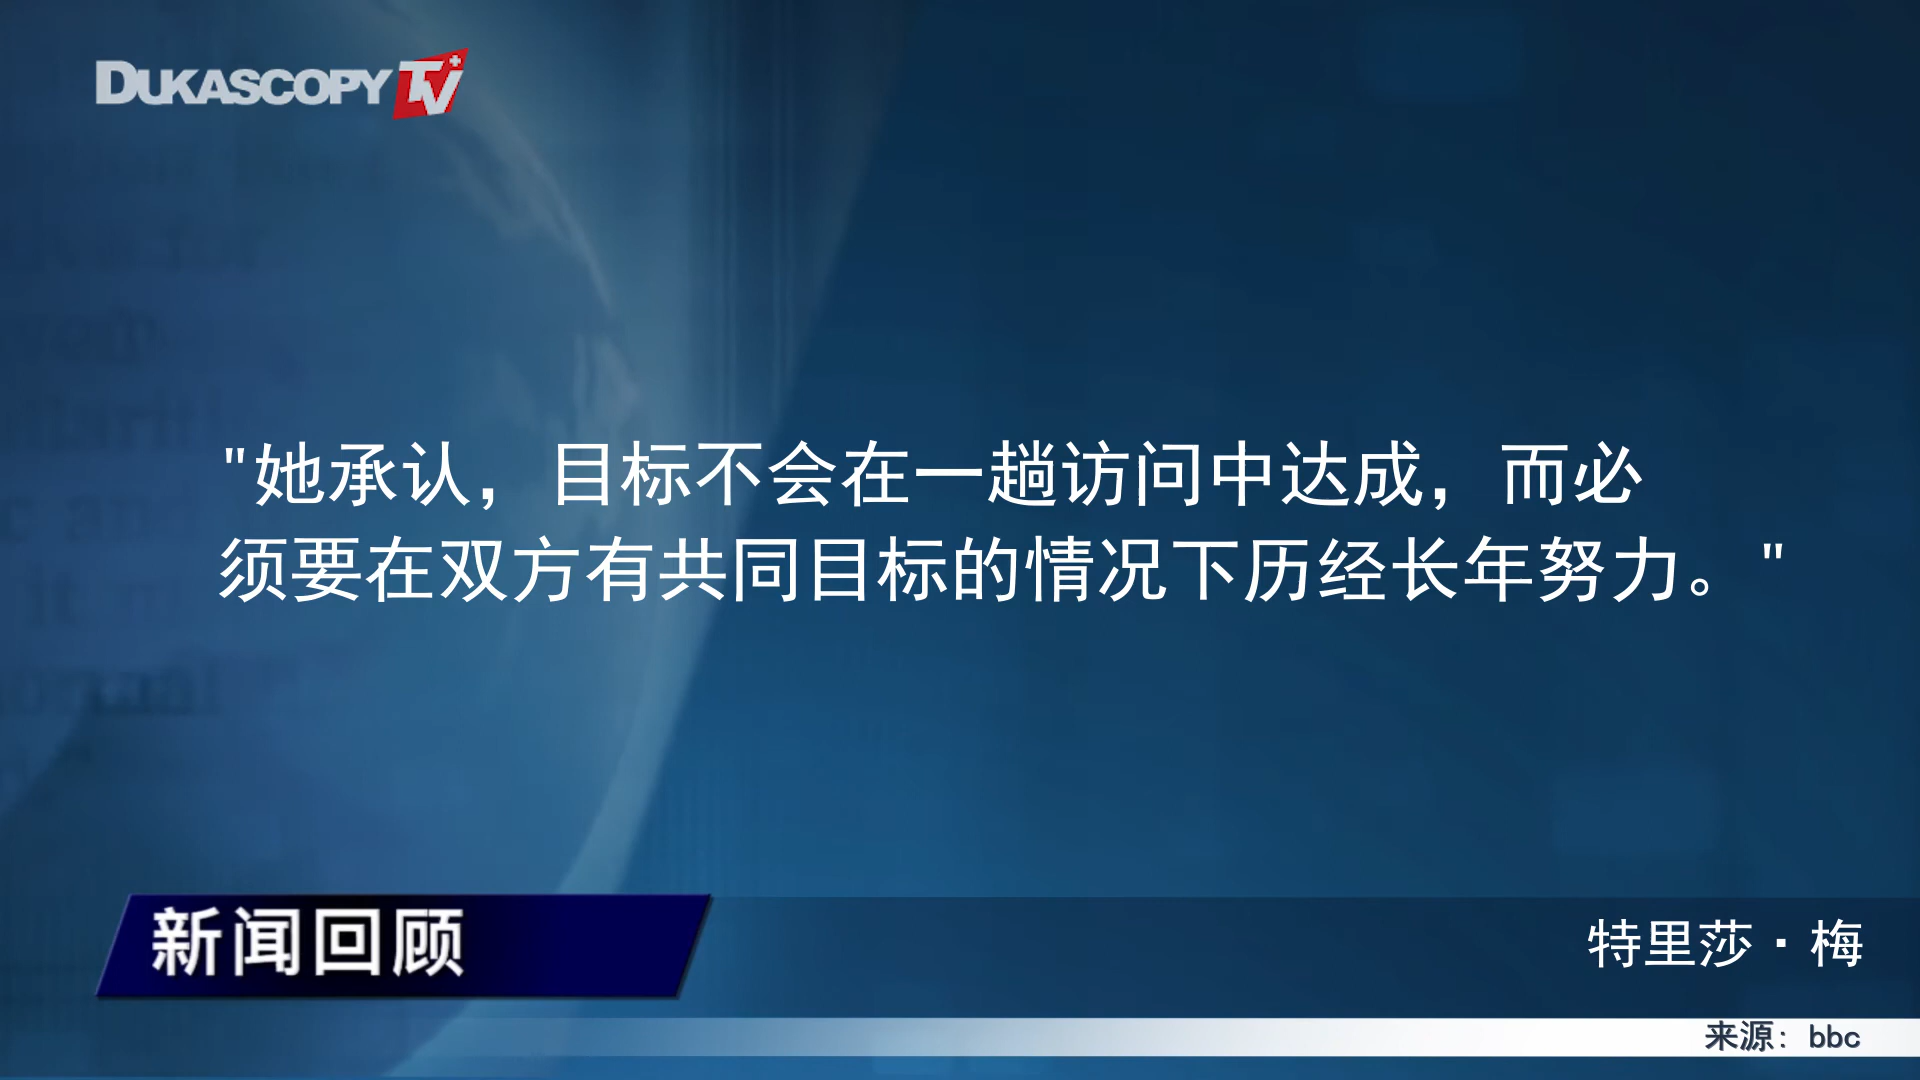 DUKASCOPY TV
"她承认，目标不会在一趟访问中达成，而必
须要在双方有共同目标的情况下历经长年努力。"
新闻回顾
特里莎·梅
来源：bbc